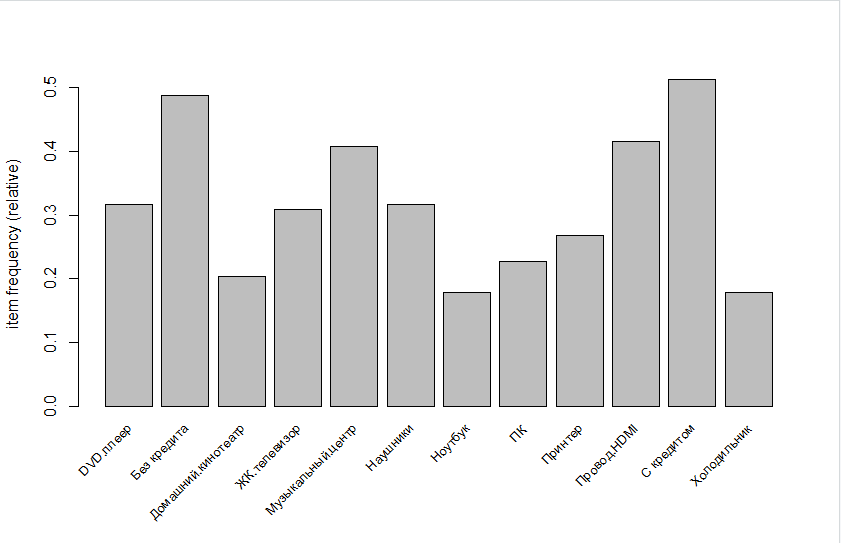 item frequency (relative)
0.5
0.4
0.3
0.2
0.1
0.0
DVD.плеер
Без кредита
Домашний.кинотеатр
ЖК.телевизор
Музыкальный.центр
Наушники
Ноутбук
ПК
Принтер
Провод.HDMI
С кредитом
Холодильник